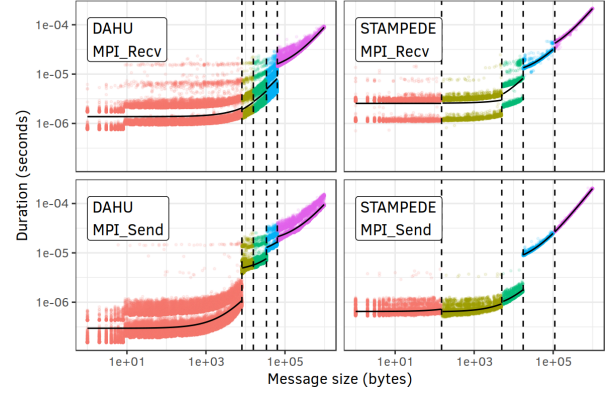 DAHU
MPI_Recv
STAMPEDE
MPI_Recv
1e−04
1e−05
1e−06
DAHU
MPI_Send
STAMPEDE
MPI_Send
1e−04
1e−05
1e−06
Duration (seconds)
1e+01
1e+03
1e+05
1e+01
1e+03
1e+05
Message size (bytes)